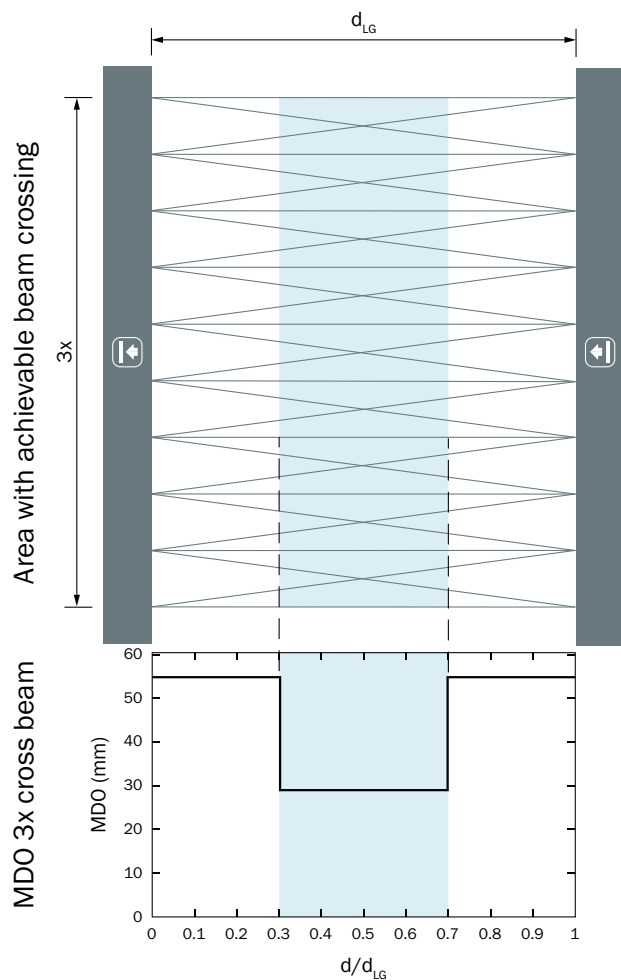 dLG
Area with achievable beam crossing
3x
MDO 3x cross beam
MDO (mm)
60
50
40
30
20
10
0
0 0.1 0.2 0.3 0.4 0.5 0.6 0.7 0.8 0.9 1
d/dLG